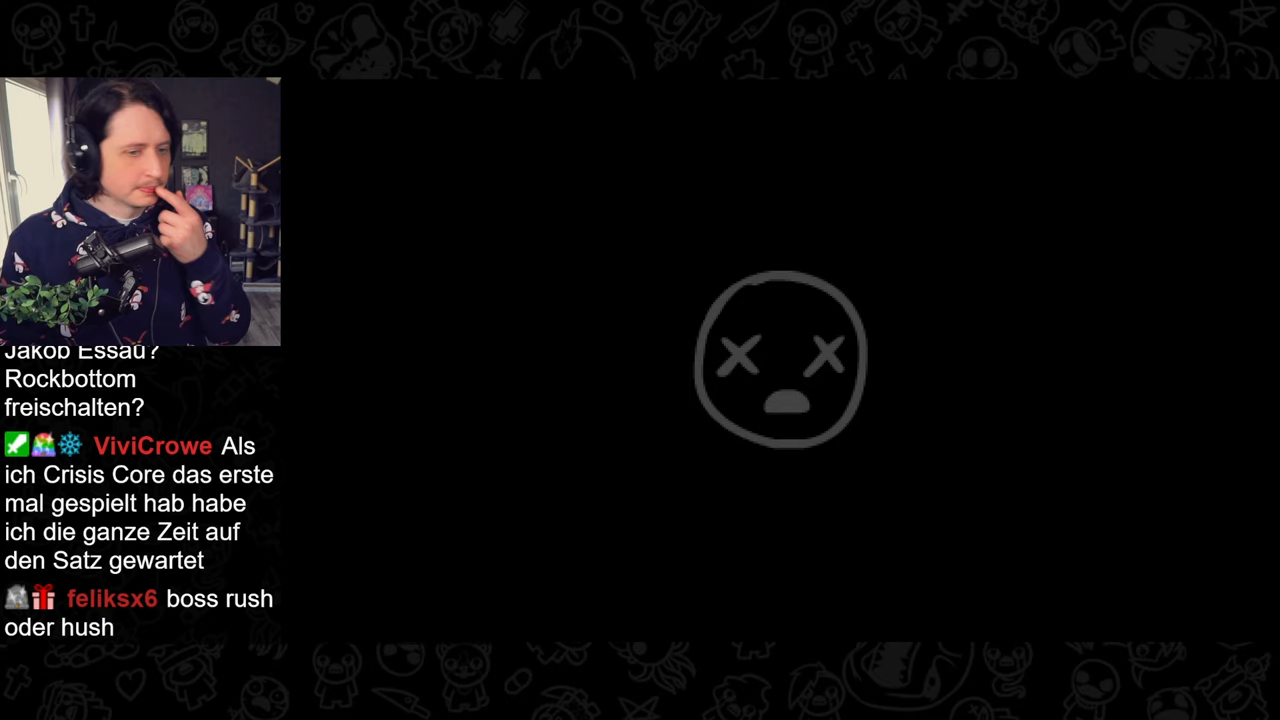 Jakob Essau?
Rockbottom
freischalten?
ViviCrowe Als
ich Crisis Core das erste
mal gespielt hab habe
ich die ganze Zeit auf
den Satz gewartet
feliksx6 boss rush
oder hush